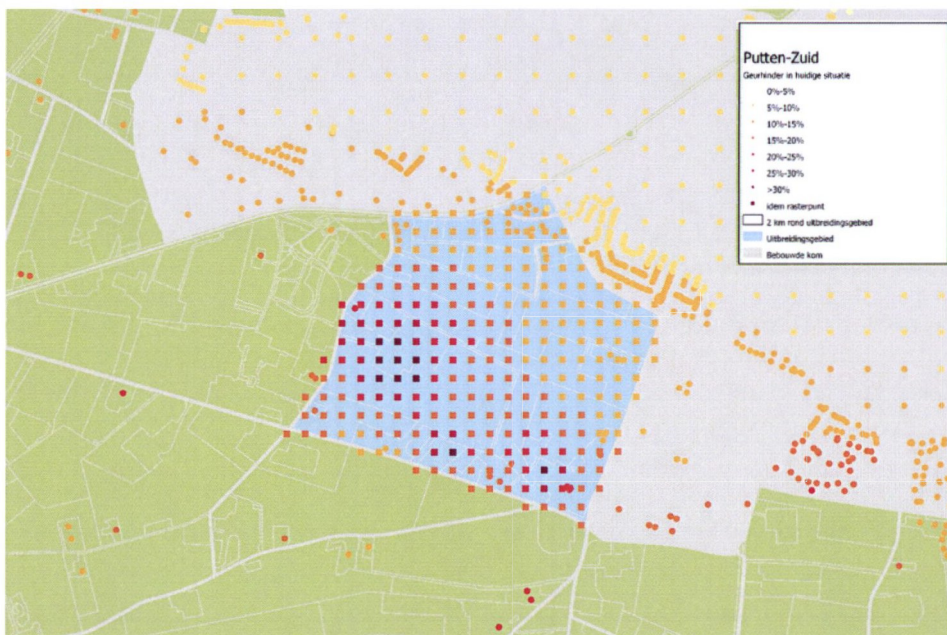 Putten-Zuid
Geurhinder in huidige situatie
0%-5%
5%-10%
10%-15%
15%-20%
20%-25%
25%-30%
>30%
idem rasterpunt
2 km rond uitbreidingsgebied
Uitbreidingsgebied
Bebouwde kom